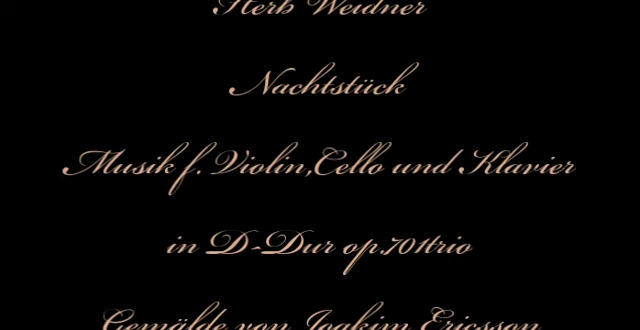 Herb Weidner
Nachtstück
Musik f. Violin,Cello und Klavier
in D-Dur op.701trio
Gemälde von Joakim Ericsson